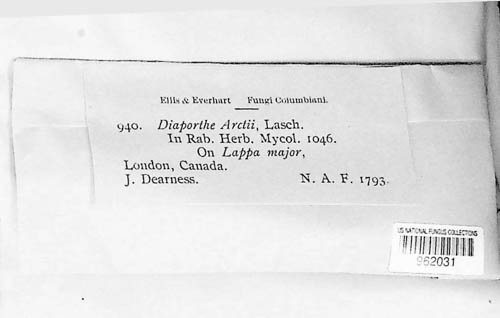 Ellis & Everhart Fungi Columbiani.
940. Diaporthe Arctii, Lasch.
In Rab. Herb. Mycol. 1046.
On Lappa major,
London, Canada.
J. Dearness. N. A. F. 1793.
US NATIONAL FUNGUS COLLECTIONS
962031